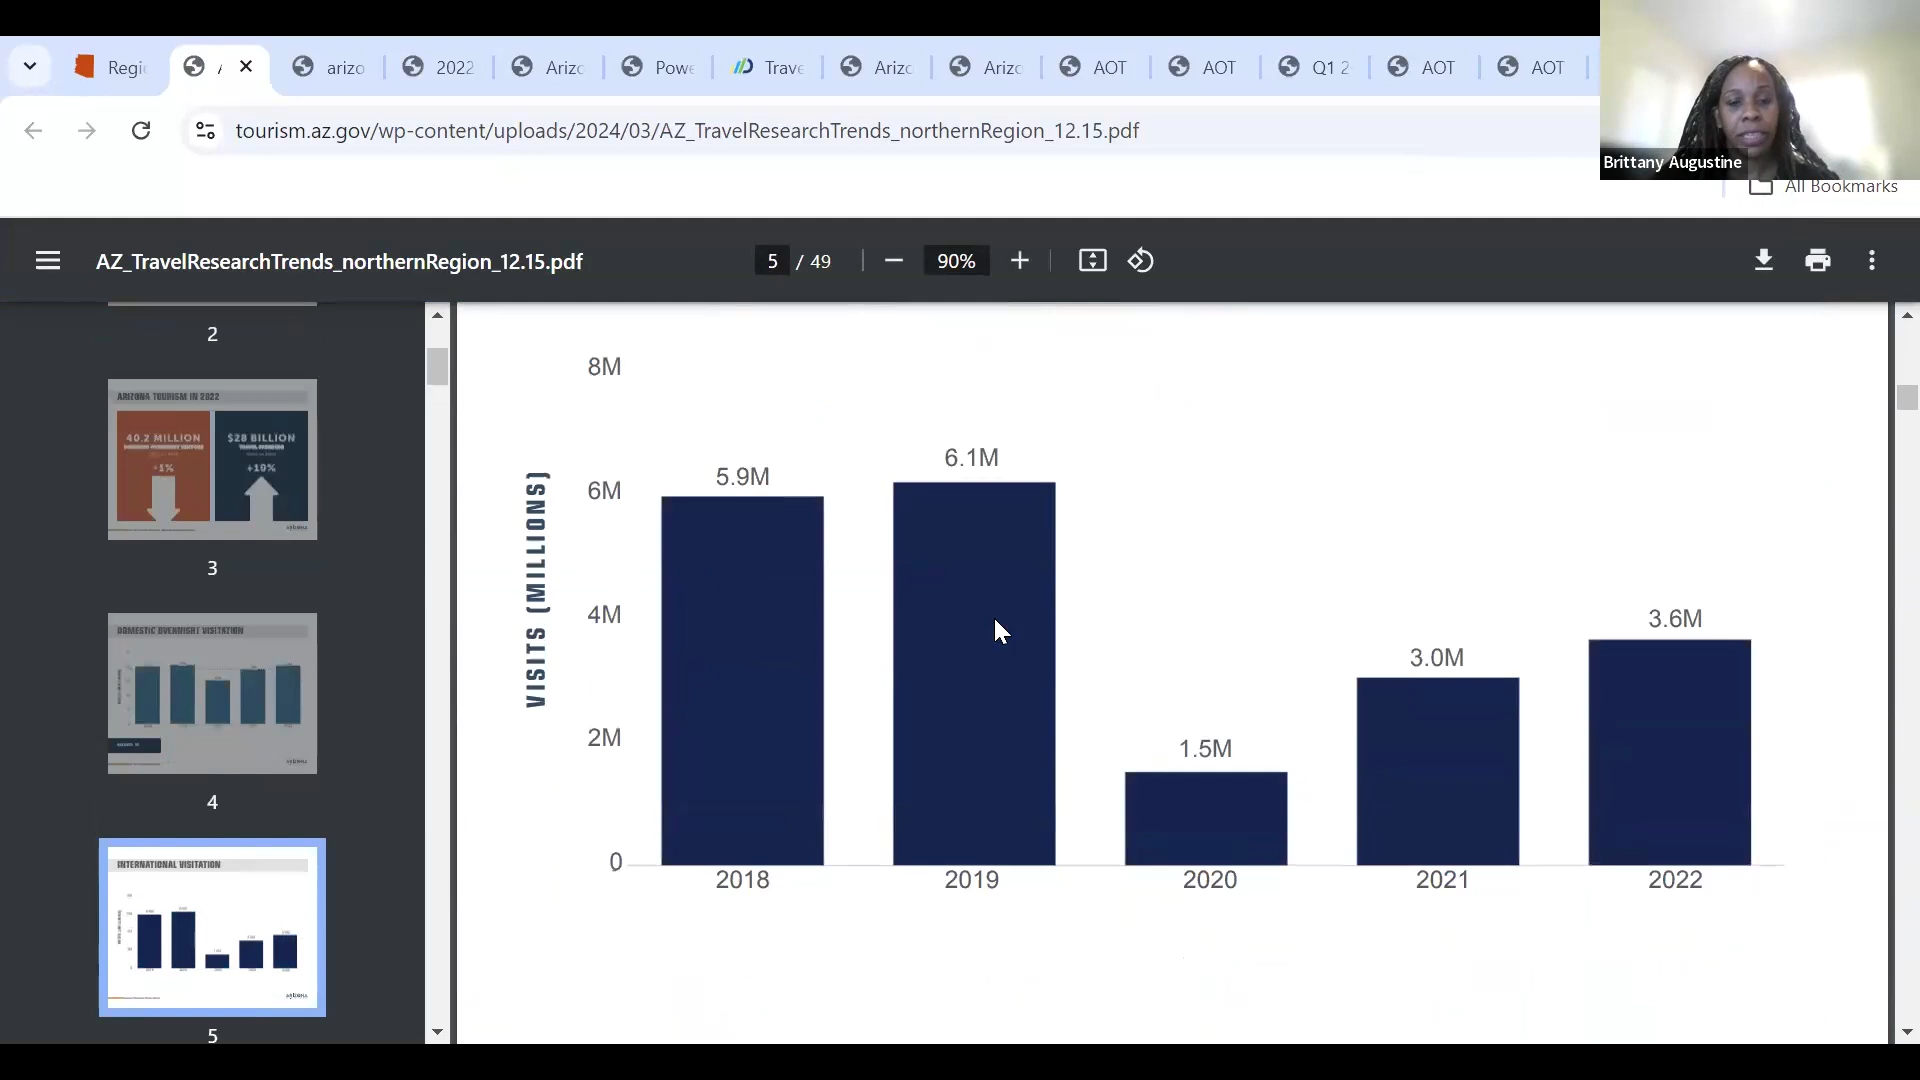 Regi
arizo
2022
Arizo
Powe
Trave
Arizo
Arizo
AOT
AOT
Q1 2
AOT
AOT
tourism.az.gov/wp-content/uploads/2024/03/AZ_TravelResearchTrends_northernRegion_12.15.pdf
Brittany Augustine
All Bookmarks
AZ_TravelResearchTrends_northernRegion_12.15.pdf
5 / 49
90%
2
ARIZONA TOURISM IN 2022
40.2 MILLION
$28 BILLION
+19%
3
DOMESTIC OVERNIGHT VISITATION
4
INTERNATIONAL VISITATION
5
VISITS (MILLIONS)
8M
6M
4M
2M
0
5.9M
6.1M
1.5M
3.0M
3.6M
2018
2019
2020
2021
2022